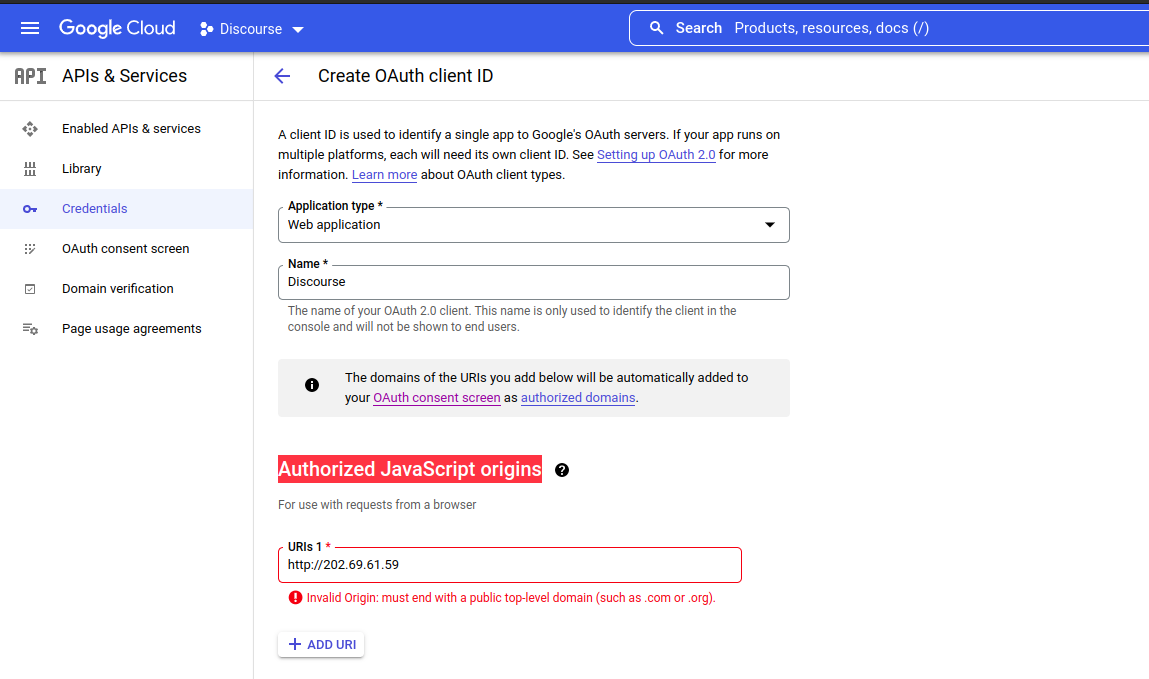 Google Cloud
Discourse
Search Products, resources, docs (/)
API APIs & Services
Create OAuth client ID
Enabled APIs & services
Library
Credentials
OAuth consent screen
Domain verification
Page usage agreements
A client ID is used to identify a single app to Google's OAuth servers. If your app runs on
multiple platforms, each will need its own client ID. See Setting up OAuth 2.0 for more
information. Learn more about OAuth client types.
Application type *
Web application
Name *
Discourse
The name of your OAuth 2.0 client. This name is only used to identify the client in the
console and will not be shown to end users.
The domains of the URIs you add below will be automatically added to
your OAuth consent screen as authorized domains.
Authorized JavaScript origins
For use with requests from a browser
URIs 1 *
http://202.69.61.59
Invalid Origin: must end with a public top-level domain (such as .com or .org).
+ ADD URI